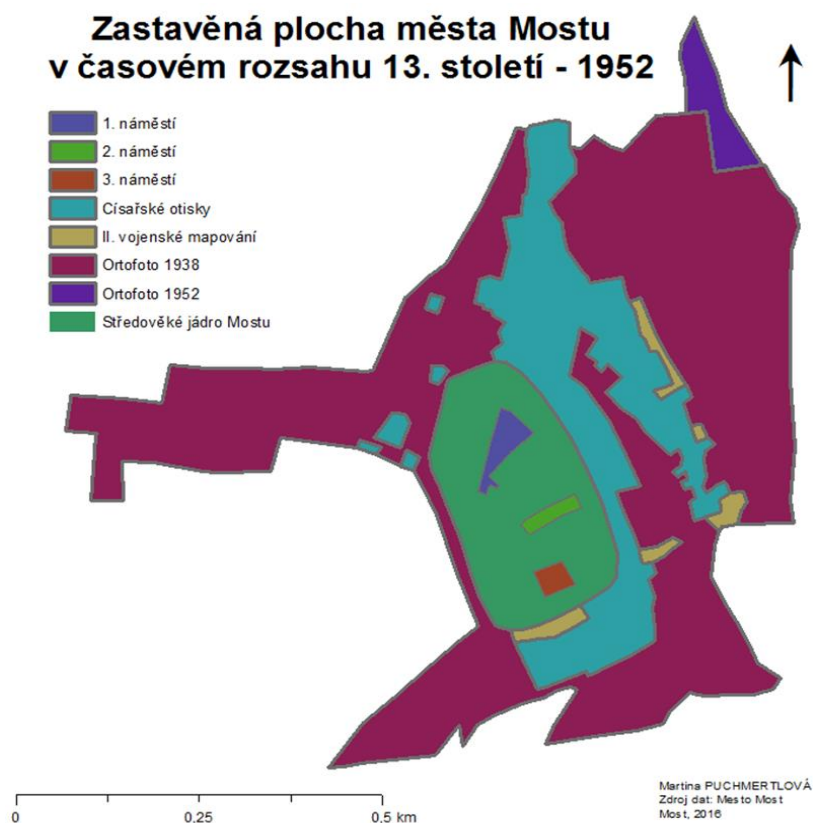 Zastavěná plocha města Mostu
v časovém rozsahu 13. století - 1952
1. náměstí
2. náměstí
3. náměstí
Císařské otisky
II. vojenské mapování
Ortofoto 1938
Ortofoto 1952
Středověké jádro Mostu
0 0,25 0,5 km
Martina PUCHMERTLOVÁ
Zdroj dat: Mesto Most
Most, 2016